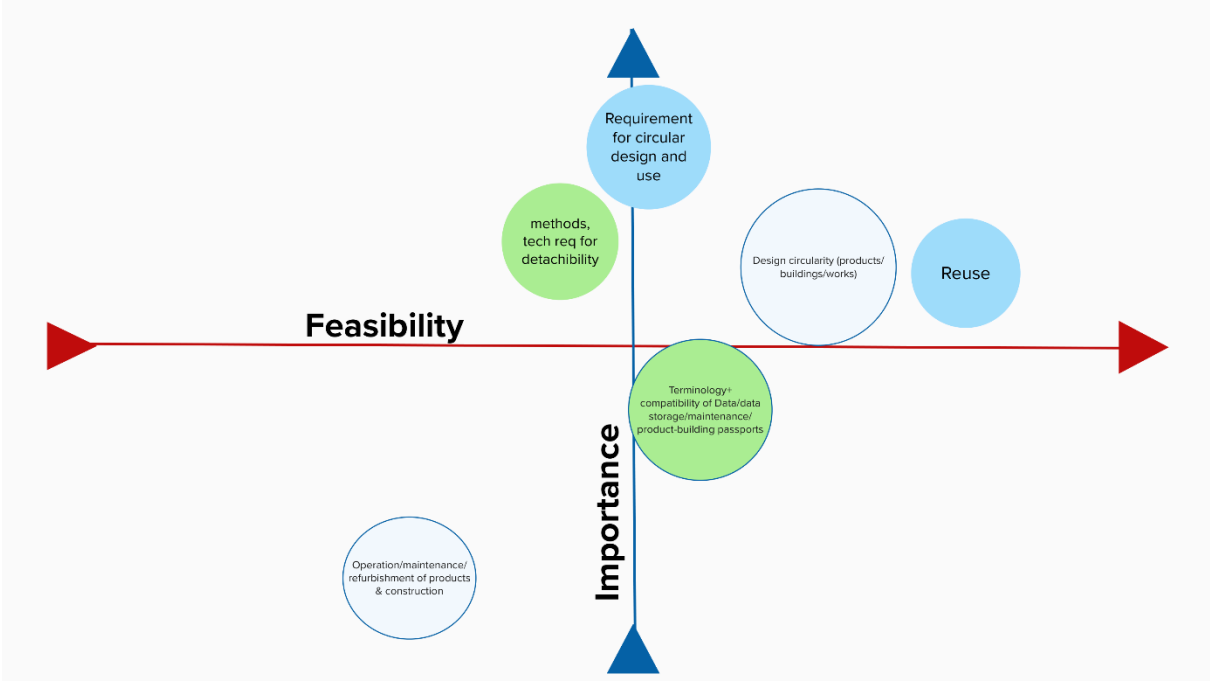 Requirement
for circular
design and
use
methods,
tech req for
detachibility
Design circularity (products/
buildings/works)
Reuse
Feasibility
Terminology+
compatibility of Data/data
storage/maintenance/
product-building passports
Importance
Operation/maintenance/
refurbishment of products
& construction